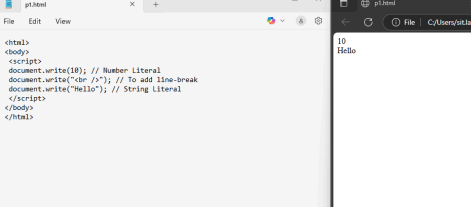 p1.html
File Edit View
<html>
<body>
<script>
document.write(10); // Number Literal
document.write("<br />"); // To add line-break
document.write("Hello"); // String Literal
</script>
</body>
</html>
p1.html
File C:/Users/sit.la
10
Hello